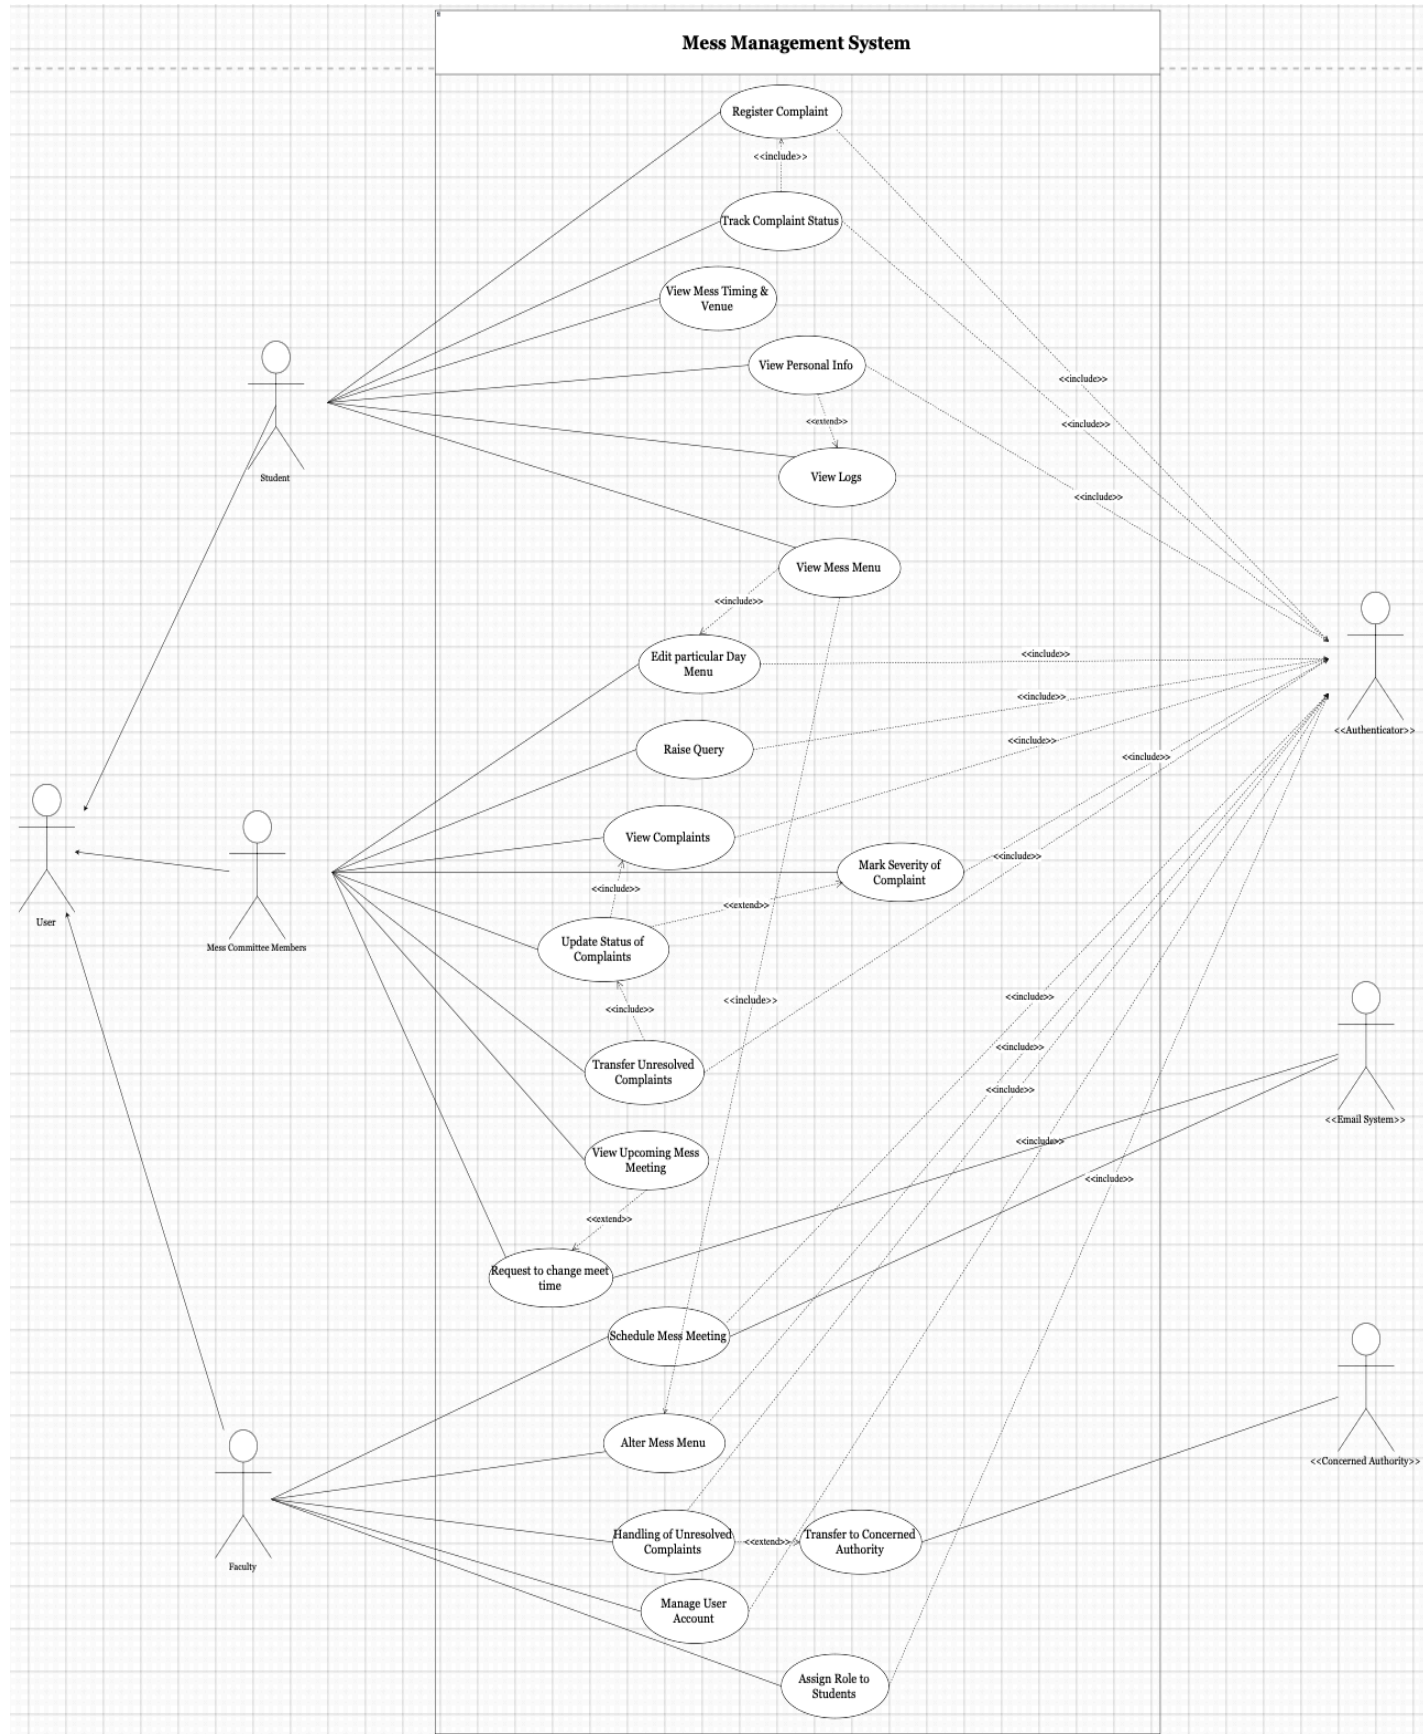 Mess Management System
Register Complaint
<<include>>
Track Complaint Status
View Mess Timing &
Venue
View Personal Info
<<include>>
<<extend>>
<<include>>
View Logs
Student
<<include>>
View Mess Menu
<<include>>
Edit particular Day
Menu
<<include>>
<<include>>
Raise Query
<<include>>
<<Authenticator>>
<<include>>
View Complaints
<<include>>
Mark Severity of
Complaint
<<include>>
<<extend>>
User
Mess Committee Members
Update Status of
Complaints
<<include>>
<<include>>
<<include>>
<<include>>
Transfer Unresolved
Complaints
<<include>>
<<Email System>>
<<include>>
View Upcoming Mess
Meeting
<<include>>
<<extend>>
Request to change meet
time
Schedule Mess Meeting
Alter Mess Menu
<<Concerned Authority>>
Handling of Unresolved
Complaints
<<extend>>
Transfer to Concerned
Authority
Faculty
Manage User
Account
Assign Role to
Students